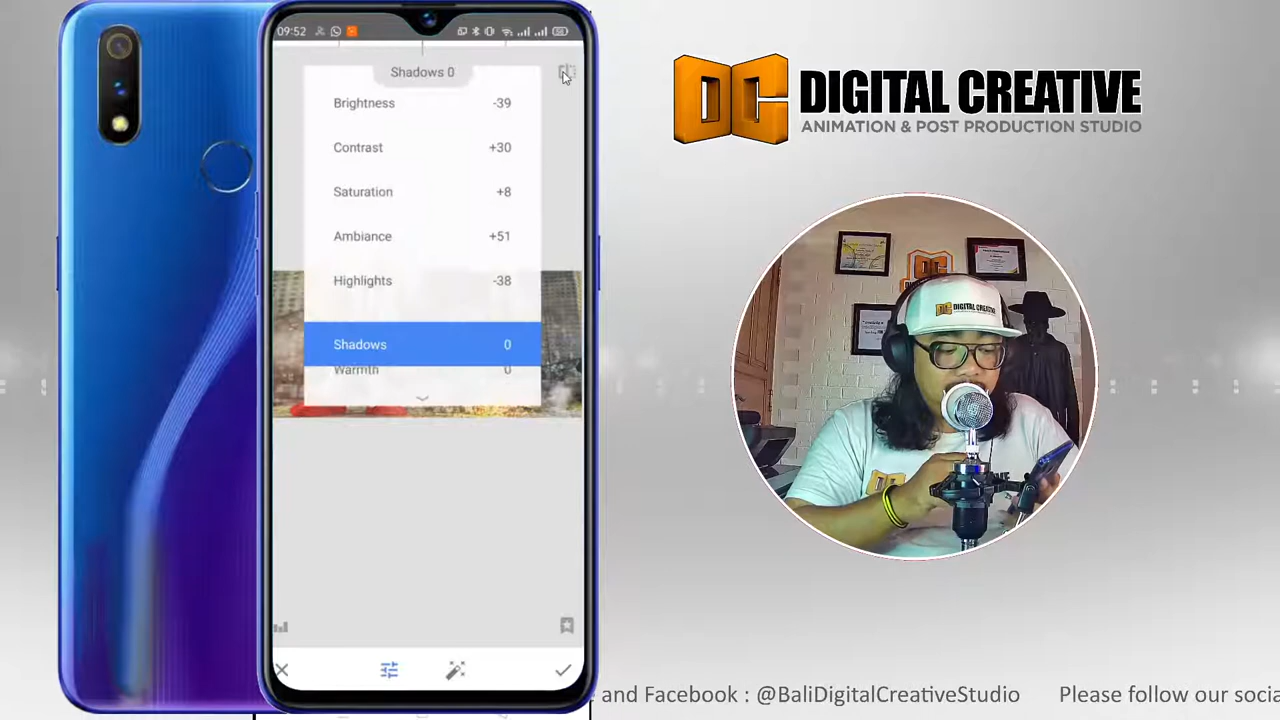 09:52
Shadows 0
Brightness -39
Contrast +30
Saturation +8
Ambiance +51
Highlights -38
Shadows 0
Warmth 0
DC DIGITAL CREATIVE
ANIMATION & POST PRODUCTION STUDIO
DC DIGITAL CREATIVE
and Facebook : @BaliDigitalCreativeStudio Please follow our socia